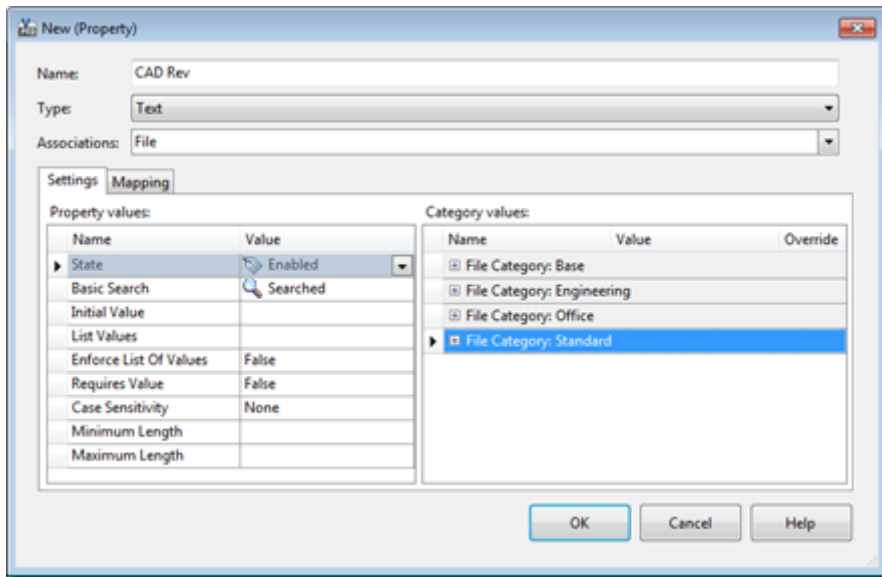 New (Property)
Name: CAD Rev
Type: Text
Associations: File
Settings Mapping
Property values: Category values:
Name Value Name Value Override
State Enabled File Category: Base
Basic Search Searched File Category: Engineering
Initial Value File Category: Office
List Values File Category: Standard
Enforce List Of Values False
Requires Value False
Case Sensitivity None
Minimum Length
Maximum Length
OK Cancel Help